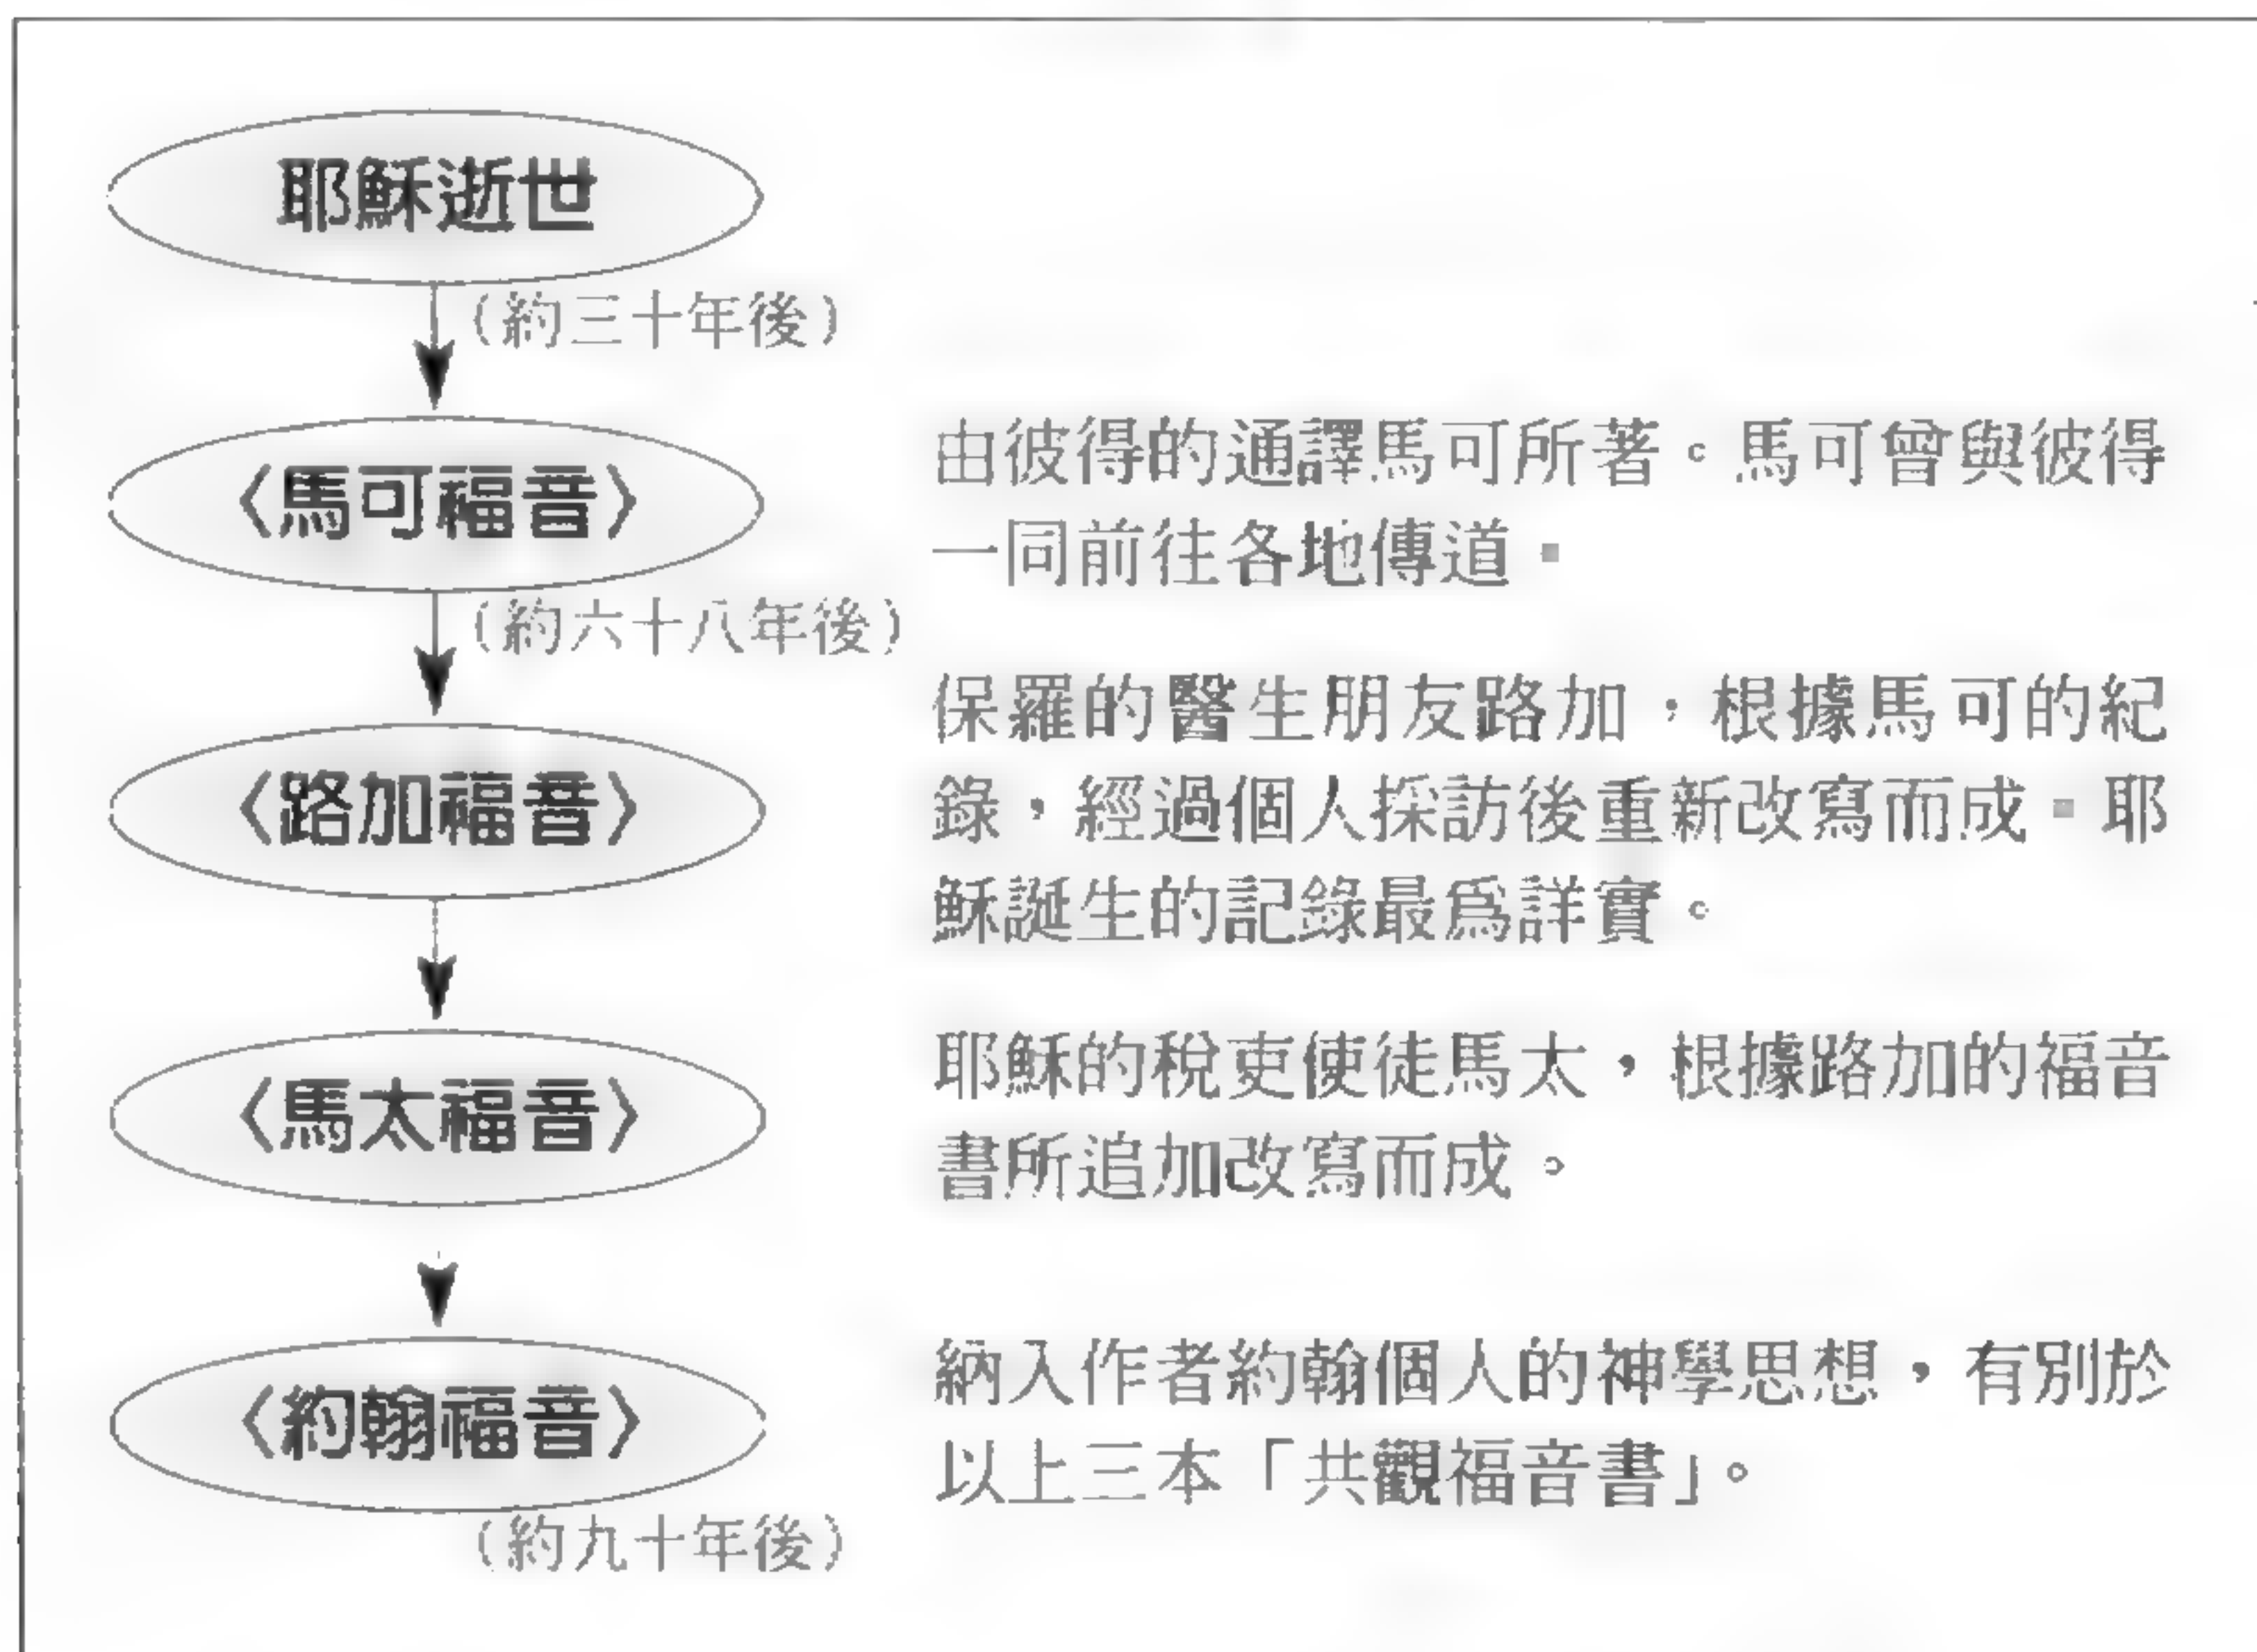 耶穌逝世
(約三十年後)
〈馬可福音〉
由彼得的通譯馬可所著。馬可曾與彼得
一同前往各地傳道。
(約六十八年後)
〈路加福音〉
保羅的醫生朋友路加，根據馬可的紀
錄，經過個人採訪後重新改寫而成。耶
穌誕生的記錄最為詳實。
〈馬太福音〉
耶穌的稅吏使徒馬太，根據路加的福音
書所追加改寫而成。
〈約翰福音〉
納入作者約翰個人的神學思想，有別於
以上三本「共觀福音書」。
(約九十年後)